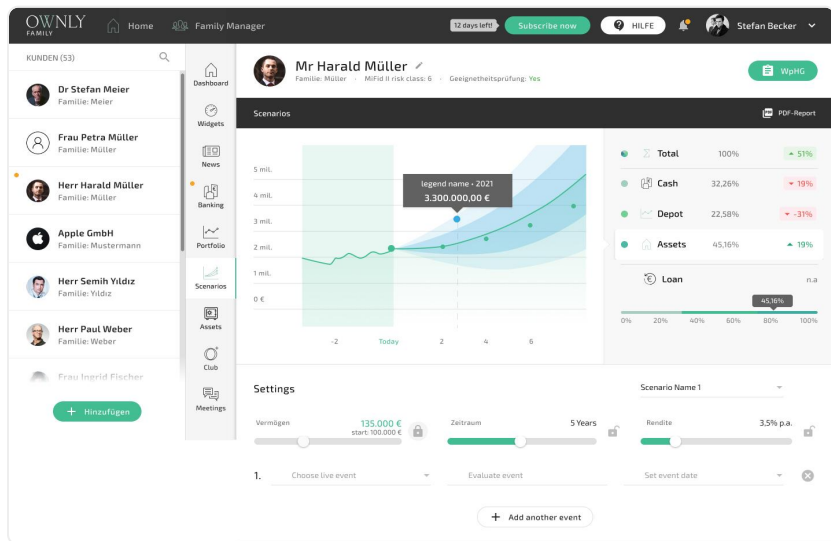 OWNLY
FAMILY
Home
Family Manager
12 days left!
Subscribe now
HILFE
Stefan Becker
KUNDEN (53)
Dr Stefan Meier
Familie: Meier
Frau Petra Müller
Familie: Müller
Herr Harald Müller
Familie: Müller
Apple GmbH
Familie: Mustermann
Herr Semih Yıldız
Familie: Yıldız
Herr Paul Weber
Familie: Weber
Frau Ingrid Fischer
+ Hinzufügen
Dashboard
Widgets
News
Banking
Portfolio
Scenarios
Assets
Club
Meetings
Mr Harald Müller
Familie: Müller · MiFid II risk class: 6 · Geeignetheitsprüfung: Yes
WpHG
Scenarios
PDF-Report
5 mil.
4 mil.
3 mil.
2 mil.
1 mil.
0 €
legend name • 2021
3.300.000,00 €
-2 Today 2 4 6
Total 100% 51%
Cash 32,26% 19%
Depot 22,58% -31%
Assets 45,16% 19%
Loan n.a
45,16%
0% 20% 40% 60% 80% 100%
Settings
Scenario Name 1
Vermögen 135.000 €
start: 100.000 €
Zeitraum 5 Years
Rendite 3,5% p.a.
1. Choose live event Evaluate event Set event date
+ Add another event